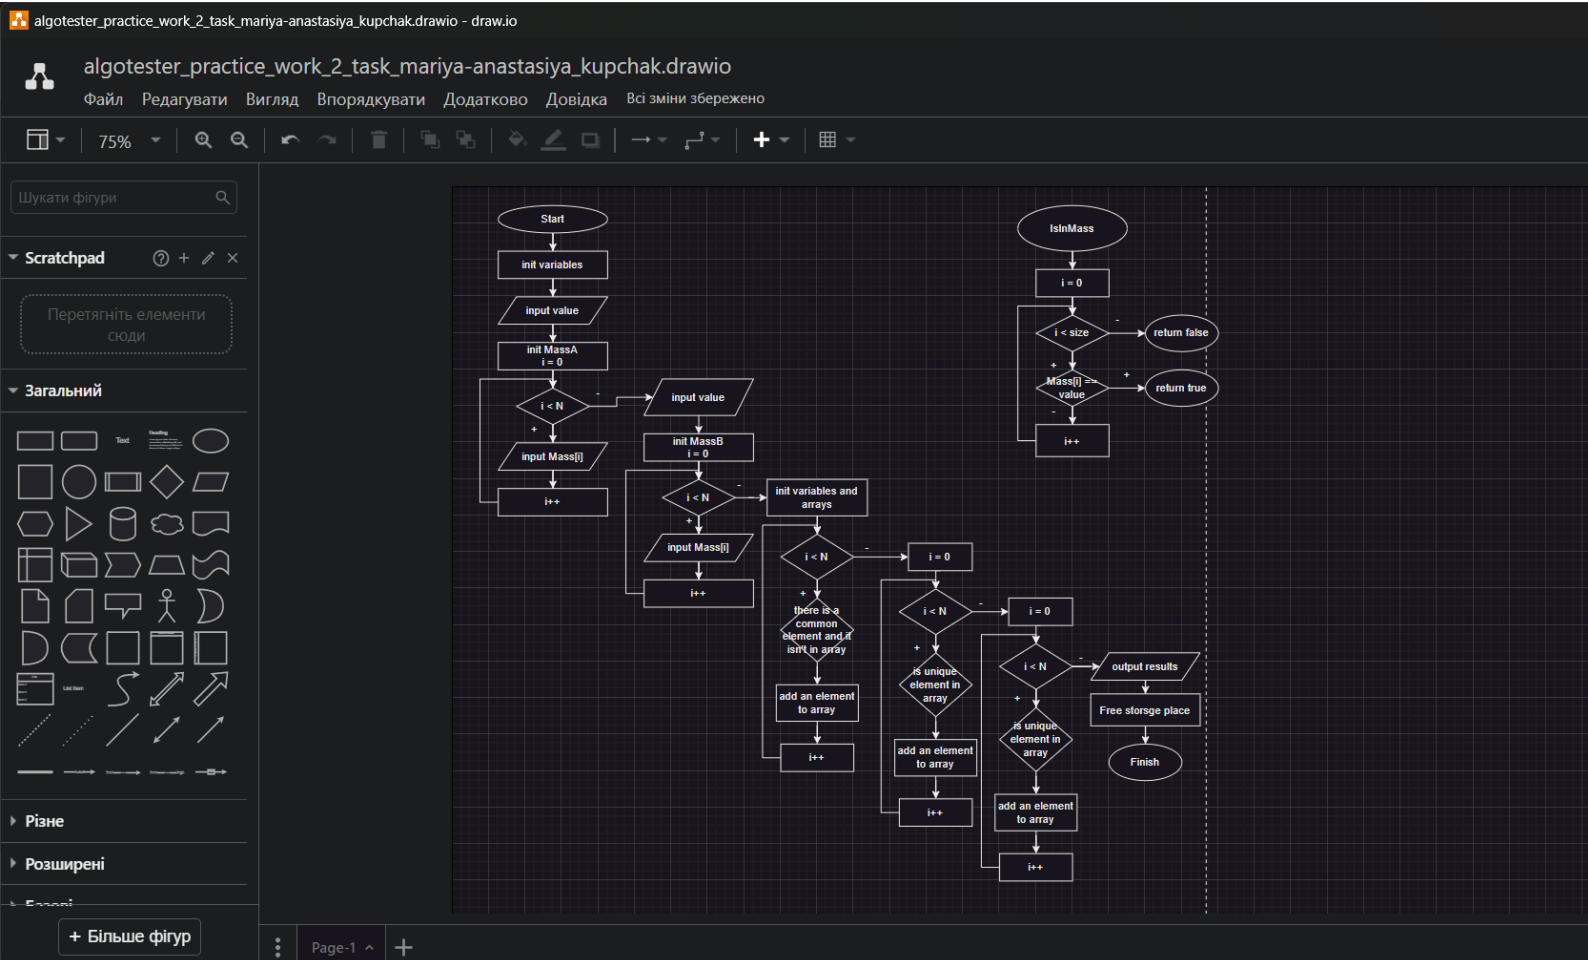 algotester_practice_work_2_task_mariya-anastasiya_kupchak.drawio - draw.io
algotester_practice_work_2_task_mariya-anastasiya_kupchak.drawio
Файл Редагувати Вигляд Впорядкувати Додатково Довідка Всі зміни збережено
75%
Шукати фігури
Scratchpad
Перетягніть елементи
сюди
Загальний
Text
Heading
List Item
Різне
Розширені
Базові
+ Більше фігур
Page-1
Start
init variables
input value
init MassA
i = 0
i < N
-
+
input Mass[i]
i++
input value
init MassB
i = 0
i < N
-
+
input Mass[i]
i++
init variables and
arrays
i < N
-
+
there is a
common
element and it
isn't in array
add an element
to array
i++
i = 0
i < N
-
+
is unique
element in
array
add an element
to array
i++
i = 0
i < N
-
+
is unique
element in
array
add an element
to array
i++
output results
Free storsge place
Finish
IsInMass
i = 0
i < size
-
return false
+
Mass[i] ==
value
+
return true
-
i++